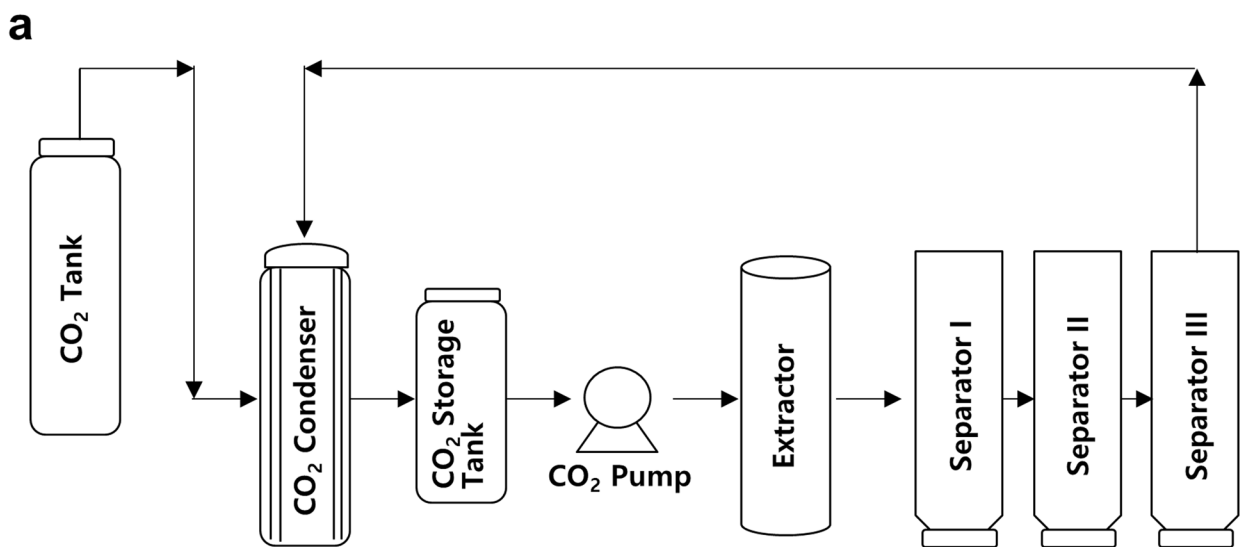 a
CO₂ Tank
CO₂ Condenser
CO₂ Storage
Tank
CO₂ Pump
Extractor
Separator I
Separator II
Separator III